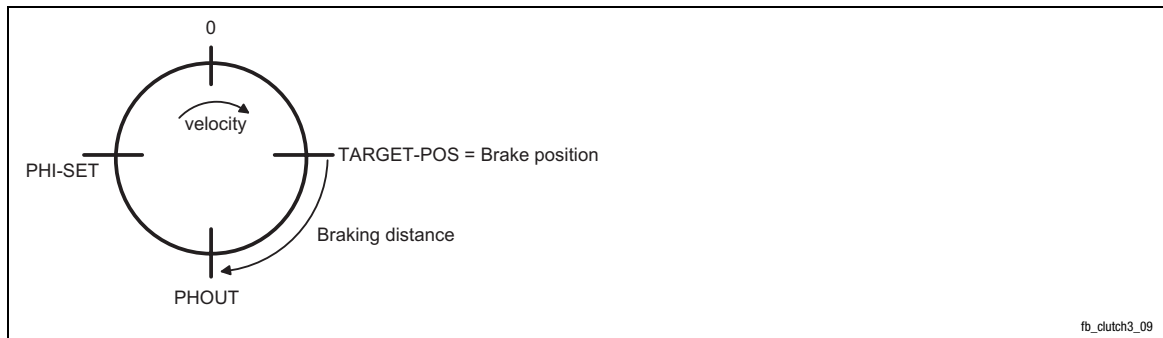 0
velocity
PHI-SET
TARGET-POS = Brake position
Braking distance
PHOUT
fb_clutch3_09